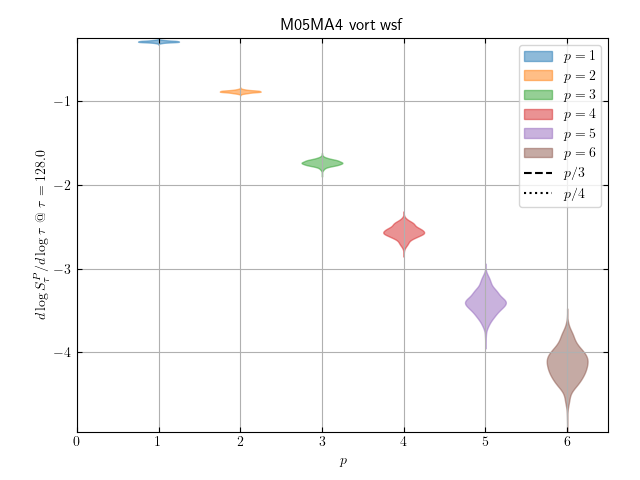 M05MA4 vort wsf
d log S_τ^P / d log τ @ τ = 128.0
−1
−2
−3
−4
0
1
2
3
4
5
6
p
p = 1
p = 2
p = 3
p = 4
p = 5
p = 6
p/3
p/4